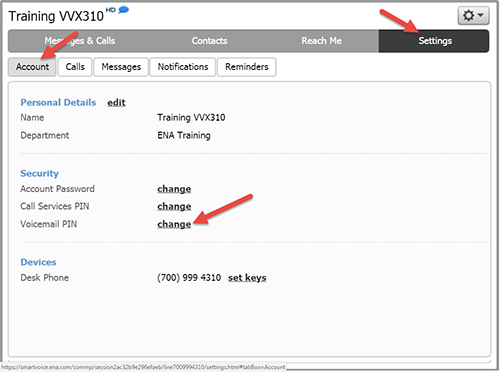 Training VVX310 HD
Messages & Calls Contacts Reach Me Settings
Account Calls Messages Notifications Reminders
Personal Details edit
Name Training VVX310
Department ENA Training
Security
Account Password change
Call Services PIN change
Voicemail PIN change
Devices
Desk Phone (700) 999 4310 set keys
https://smartvoice.ena.com/commp/session2ac32b9e296efaeb/line7009994310/settings.html#tabBox=Account